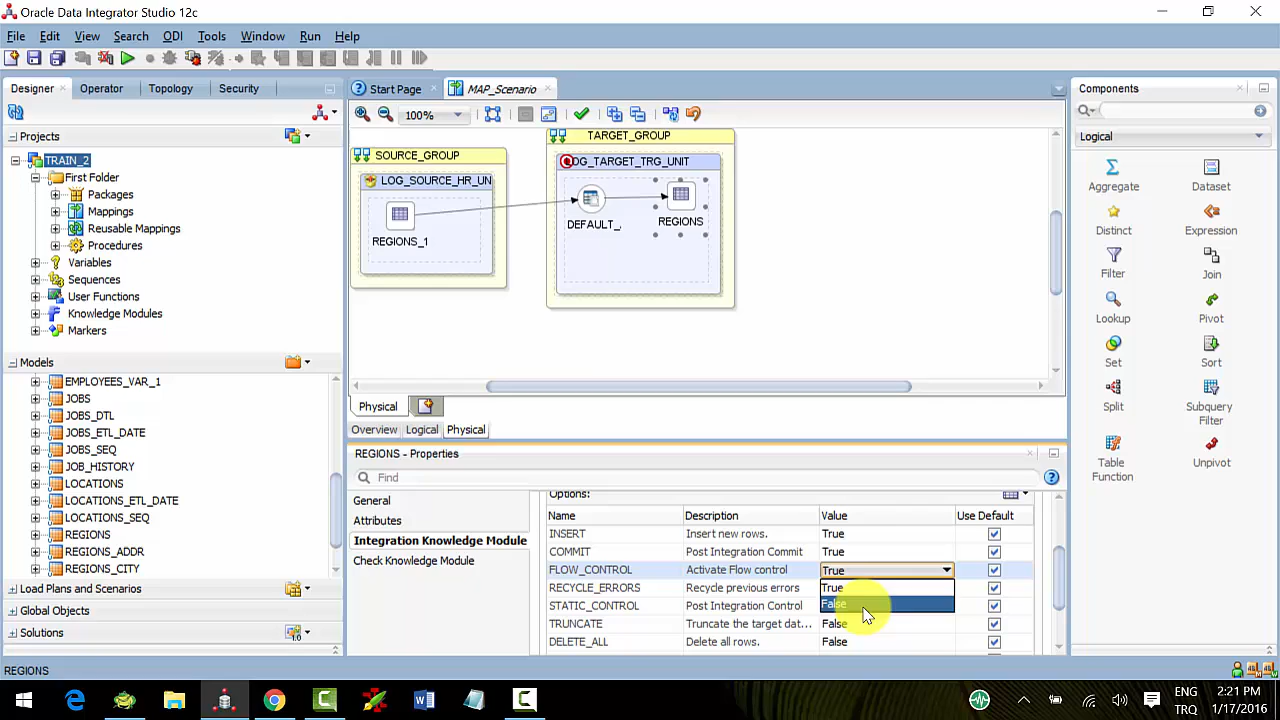 Oracle Data Integrator Studio 12c
File Edit View Search ODI Tools Window Run Help
Designer Operator Topology Security
Projects
TRAIN_2
First Folder
Packages
Mappings
Reusable Mappings
Procedures
Variables
Sequences
User Functions
Knowledge Modules
Markers
Models
EMPLOYEES_VAR_1
JOBS
JOBS_DTL
JOBS_ETL_DATE
JOBS_SEQ
JOB_HISTORY
LOCATIONS
LOCATIONS_ETL_DATE
LOCATIONS_SEQ
REGIONS
REGIONS_ADDR
REGIONS_CITY
Load Plans and Scenarios
Global Objects
Solutions
REGIONS
Start Page MAP_Scenario
100%
SOURCE_GROUP
LOG_SOURCE_HR_UN
REGIONS_1
TARGET_GROUP
OG_TARGET_TRG_UNIT
DEFAULT_.
REGIONS
Physical
Overview Logical Physical
REGIONS - Properties
Find
General
Attributes
Integration Knowledge Module
Check Knowledge Module
Options:
Name Description Value Use Default
INSERT Insert new rows. True
COMMIT Post Integration Commit True
FLOW_CONTROL Activate Flow control True
RECYCLE_ERRORS Recycle previous errors True
STATIC_CONTROL Post Integration Control False
TRUNCATE Truncate the target dat... False
DELETE_ALL Delete all rows. False
Components
Logical
Aggregate Dataset
Distinct Expression
Filter Join
Lookup Pivot
Set Sort
Split Subquery Filter
Table Function Unpivot
ENG 2:21 PM
TRQ 1/17/2016